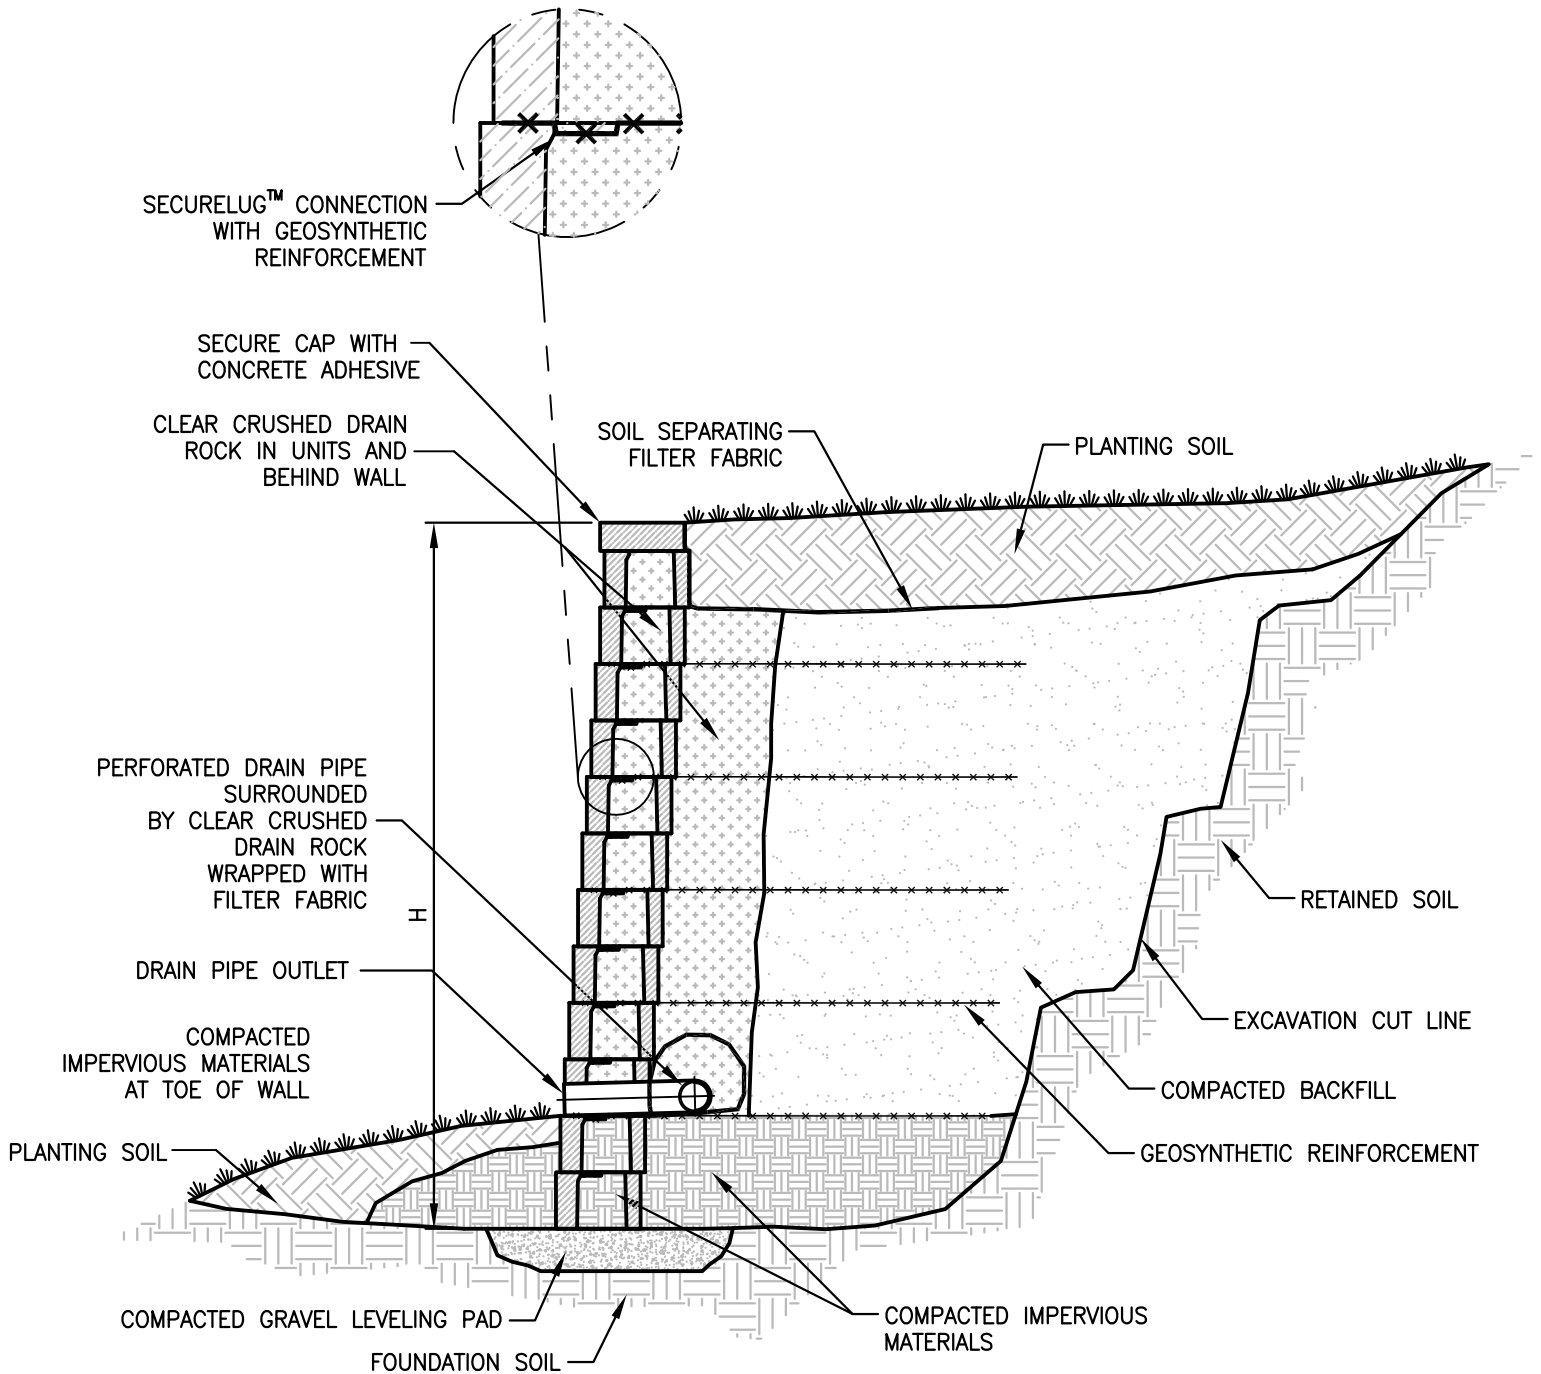 SECURELUG™ CONNECTION
WITH GEOSYNTHETIC
REINFORCEMENT
SECURE CAP WITH
CONCRETE ADHESIVE
CLEAR CRUSHED DRAIN
ROCK IN UNITS AND
BEHIND WALL
SOIL SEPARATING
FILTER FABRIC
PLANTING SOIL
PERFORATED DRAIN PIPE
SURROUNDED
BY CLEAR CRUSHED
DRAIN ROCK
WRAPPED WITH
FILTER FABRIC
H
RETAINED SOIL
DRAIN PIPE OUTLET
EXCAVATION CUT LINE
COMPACTED
IMPERVIOUS MATERIALS
AT TOE OF WALL
COMPACTED BACKFILL
PLANTING SOIL
GEOSYNTHETIC REINFORCEMENT
COMPACTED GRAVEL LEVELING PAD
COMPACTED IMPERVIOUS
MATERIALS
FOUNDATION SOIL